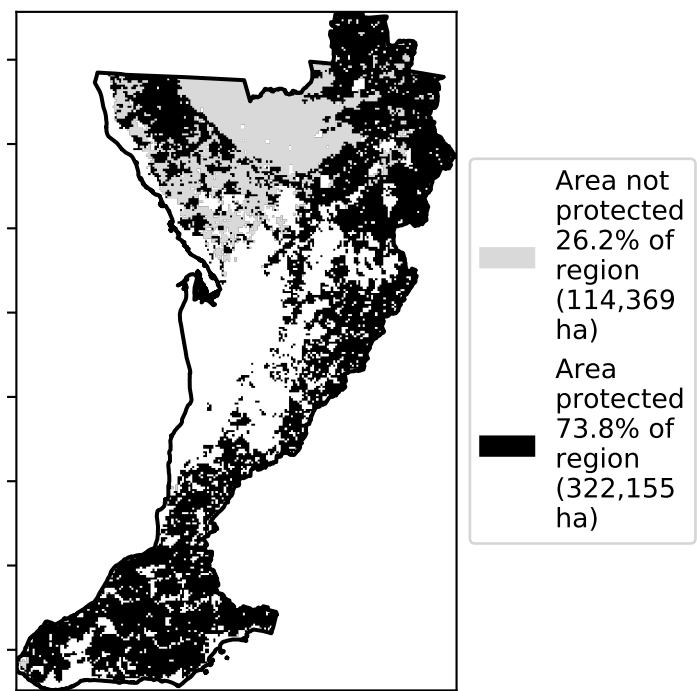 Area not
protected
26.2% of
region
(114,369
ha)
Area
protected
73.8% of
region
(322,155
ha)